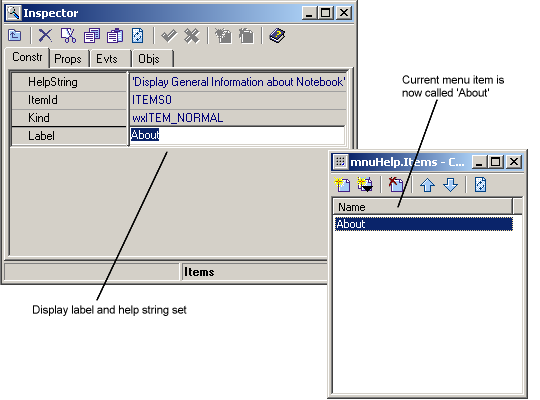 Inspector
Constr Props Evts Objs
HelpString 'Display General Information about Notebook'
ItemId ITEMS0
Kind wxITEM_NORMAL
Label About
Items
Display label and help string set
Current menu item is
now called 'About'
mnuHelp.Items - C...
Name
About